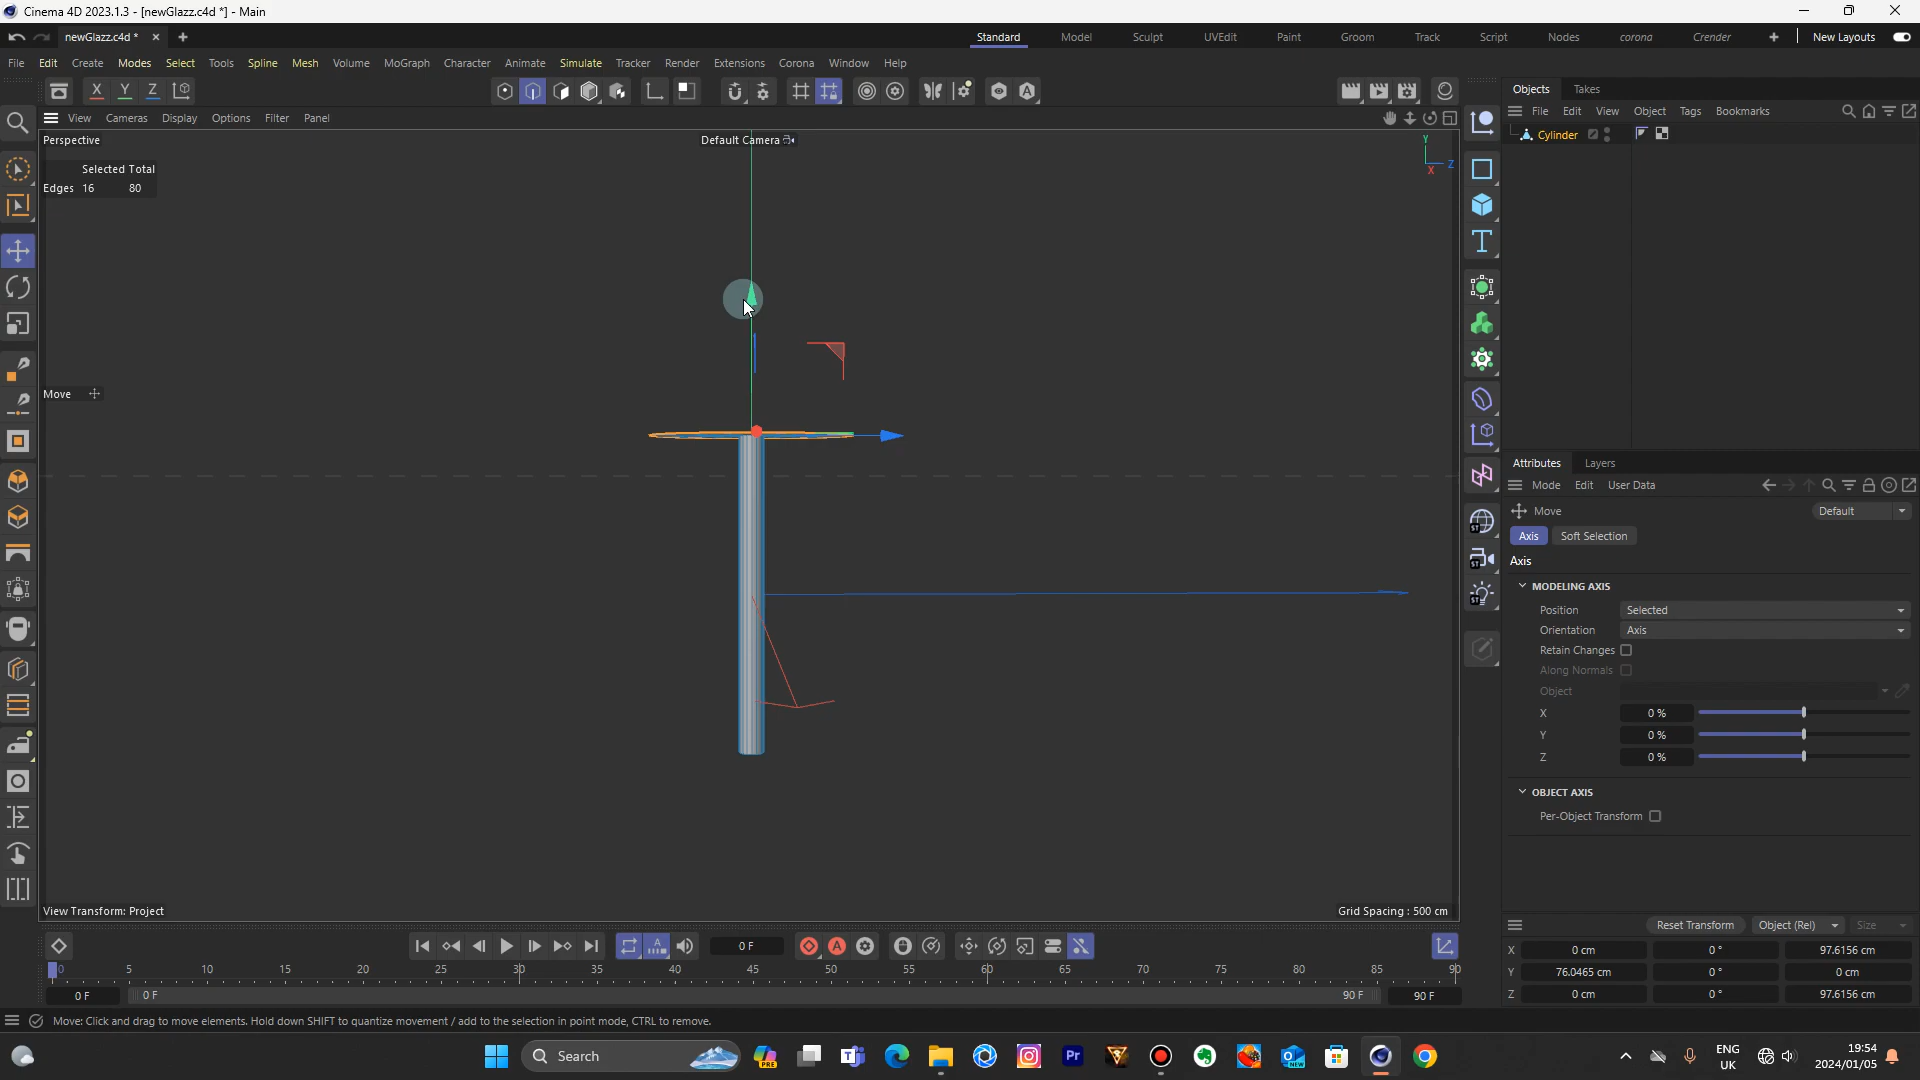 Cinema 4D 2023.1.3 - [newGlazz.c4d *] - Main
newGlazz.c4d *
Standard Model Sculpt UVEdit Paint Groom Track Script Nodes corona Crender New Layouts
File Edit Create Modes Select Tools Spline Mesh Volume MoGraph Character Animate Simulate Tracker Render Extensions Corona Window Help
X Y Z
Objects Takes
File Edit View Object Tags Bookmarks
View Cameras Display Options Filter Panel
Cylinder
Perspective
Default Camera
Y
Z
X
Selected Total
Edges 16 80
Move
Attributes Layers
Mode Edit User Data
Move
Default
Axis Soft Selection
Axis
MODELING AXIS
Position Selected
Orientation Axis
Retain Changes
Along Normals
Object
X 0 %
Y 0 %
Z 0 %
OBJECT AXIS
Per-Object Transform
View Transform: Project
Grid Spacing : 500 cm
Reset Transform Object (Rel) Size
0 F
X 0 cm 0 ° 97.6156 cm
Y 76.0465 cm 0 ° 0 cm
Z 0 cm 0 ° 97.6156 cm
0 5 10 15 20 25 30 35 40 45 50 55 60 65 70 75 80 85 90
0 F 0 F 90 F 90 F
Move: Click and drag to move elements. Hold down SHIFT to quantize movement / add to the selection in point mode, CTRL to remove.
Search
PRE
NEW
ENG
UK
19:54
2024/01/05